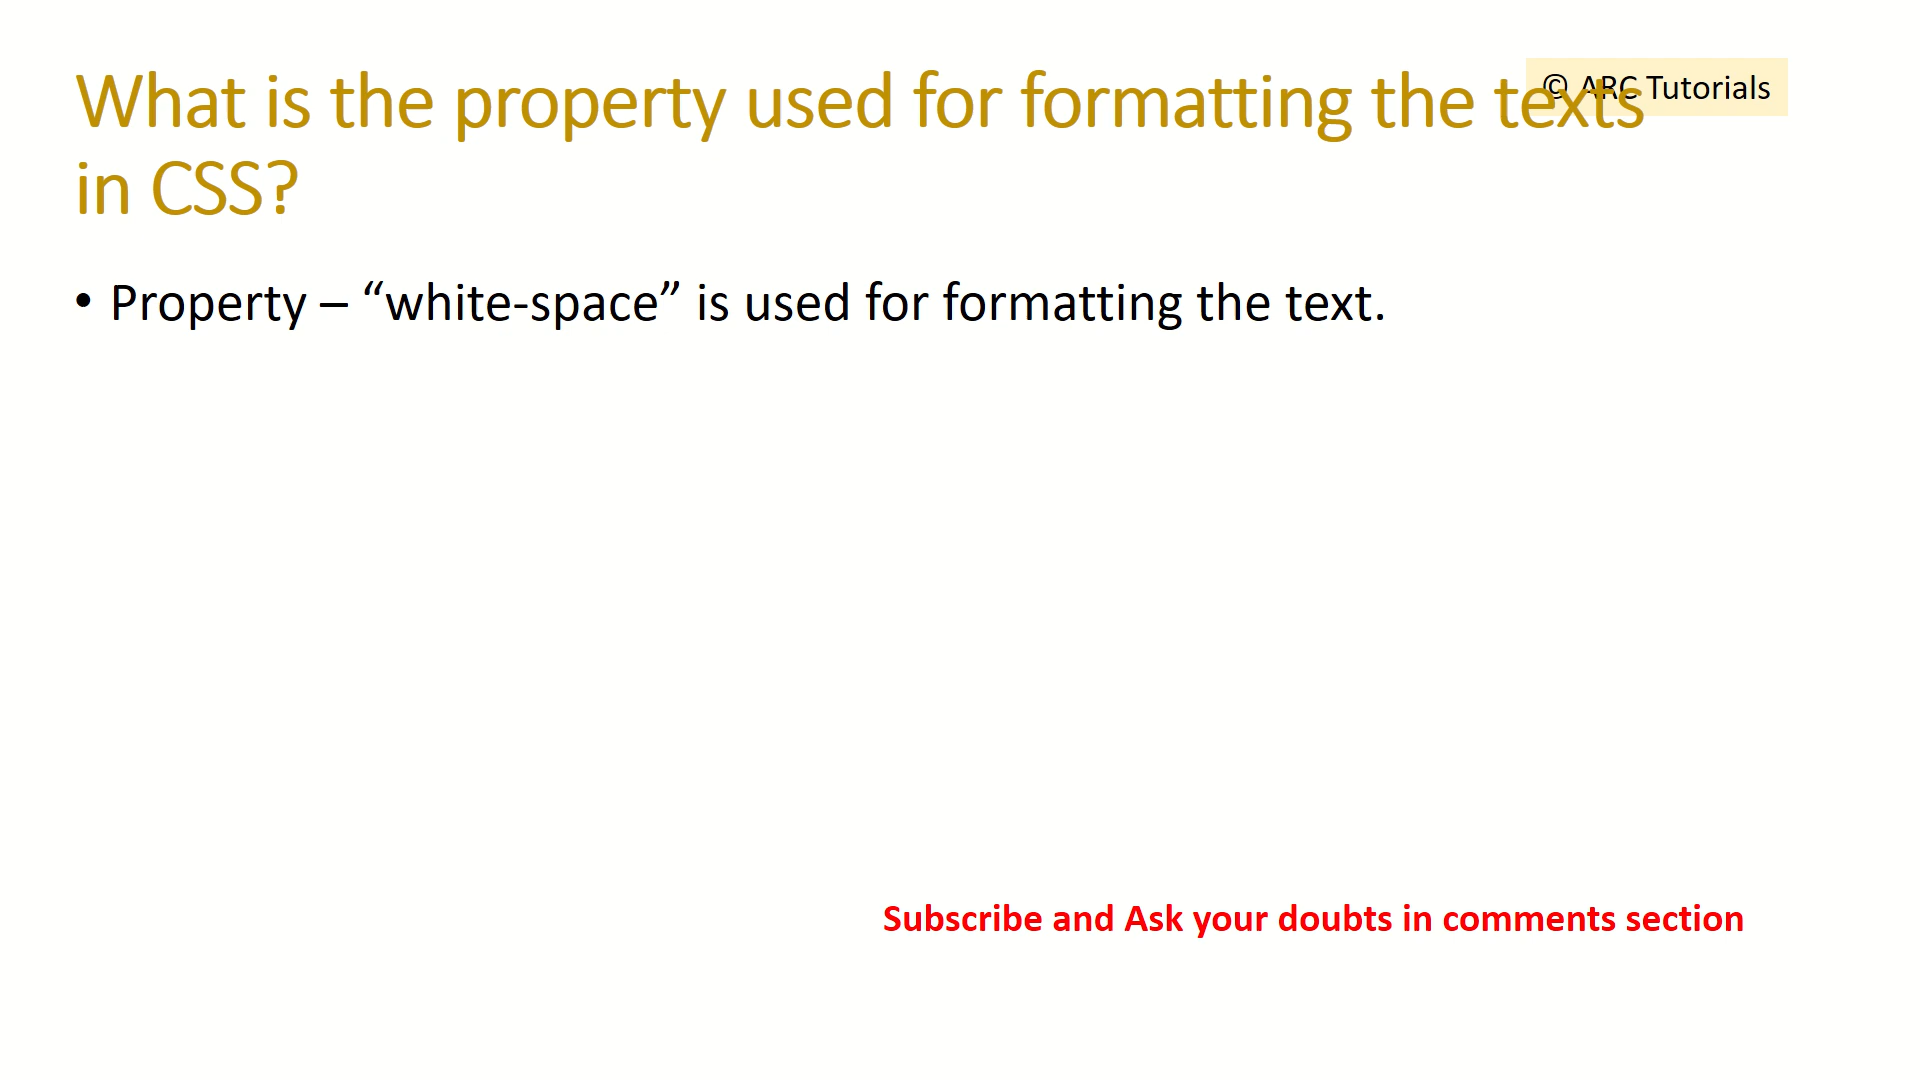 What is the property used for formatting the texts
© ARC Tutorials
in CSS?
• Property – “white-space” is used for formatting the text.
Subscribe and Ask your doubts in comments section